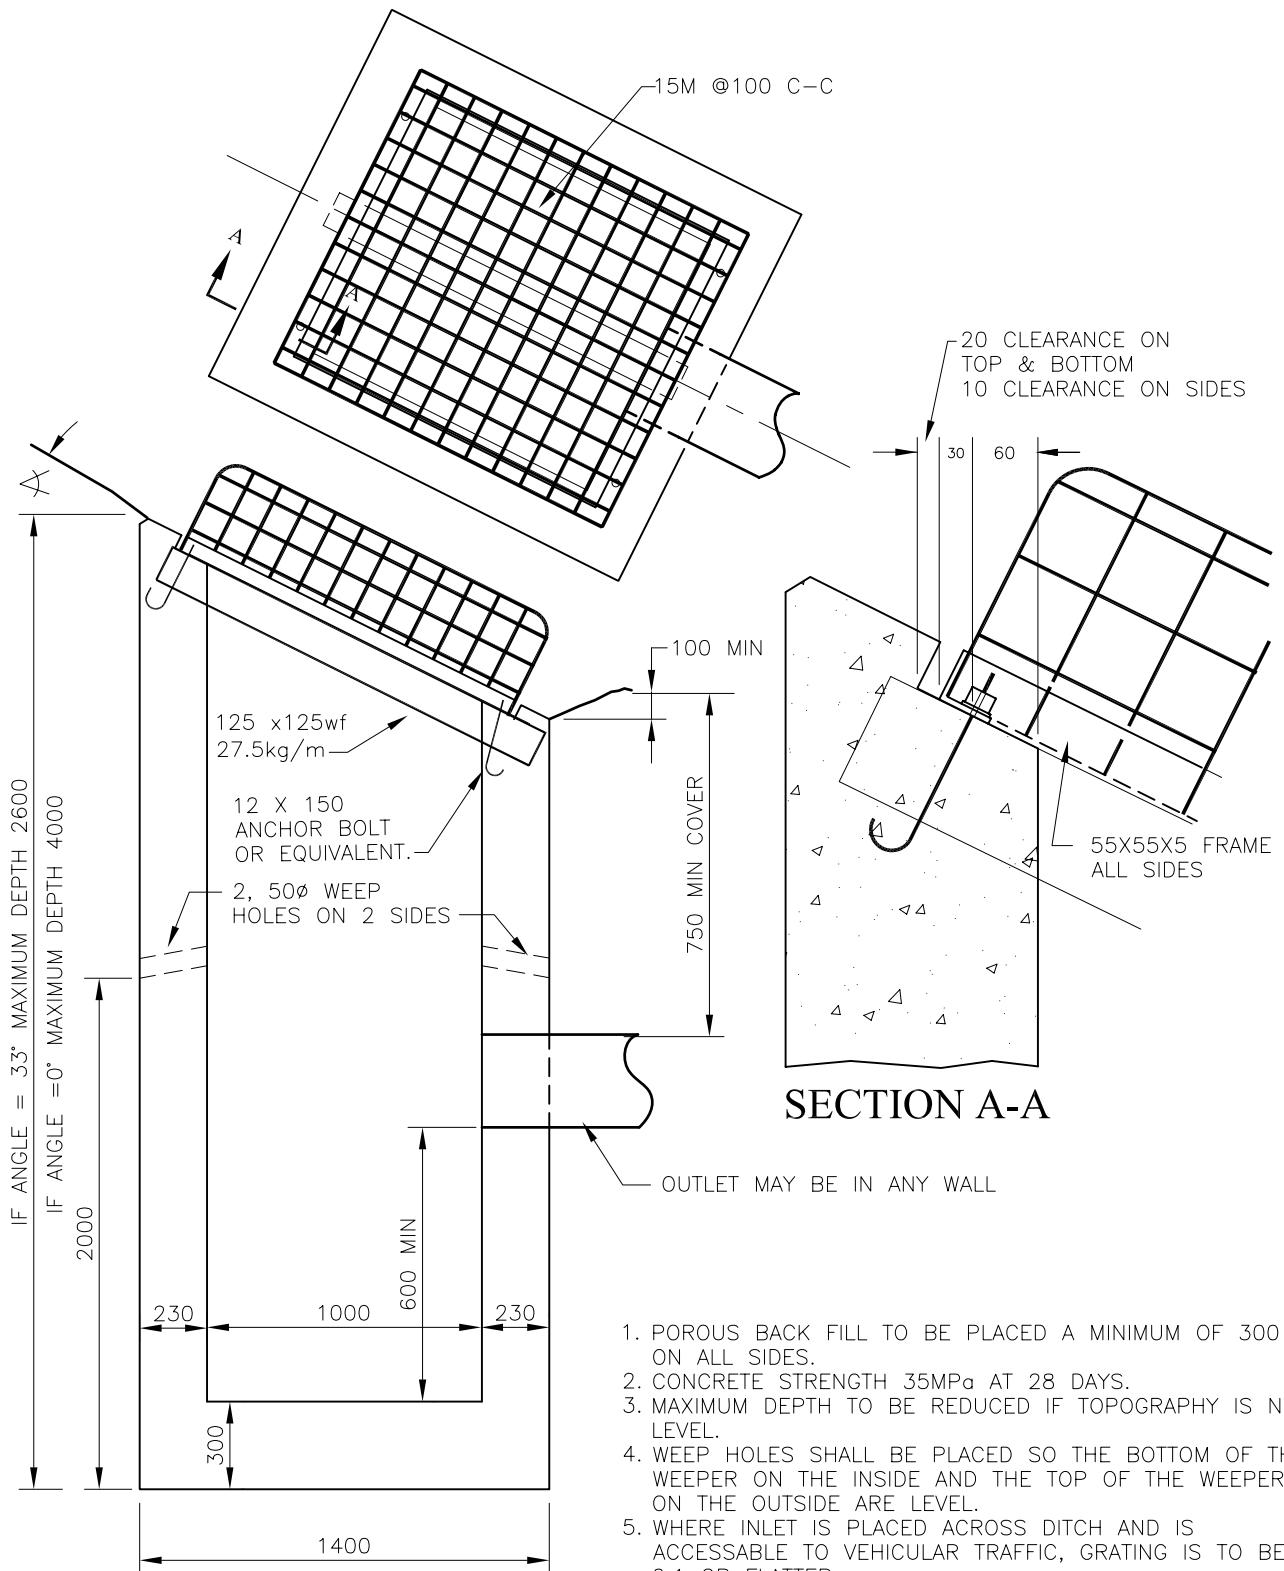 15M @100 C-C
A
A
20 CLEARANCE ON
TOP & BOTTOM
10 CLEARANCE ON SIDES
30
60
100 MIN
125 x125wf
27.5kg/m
12 X 150
ANCHOR BOLT
OR EQUIVALENT.
2, 50ø WEEP
HOLES ON 2 SIDES
750 MIN COVER
55X55X5 FRAME
ALL SIDES
IF ANGLE = 33° MAXIMUM DEPTH 2600
IF ANGLE =0° MAXIMUM DEPTH 4000
2000
SECTION A-A
OUTLET MAY BE IN ANY WALL
600 MIN
230
1000
230
300
1400
1. POROUS BACK FILL TO BE PLACED A MINIMUM OF 300
ON ALL SIDES.
2. CONCRETE STRENGTH 35MPa AT 28 DAYS.
3. MAXIMUM DEPTH TO BE REDUCED IF TOPOGRAPHY IS N
LEVEL.
4. WEEP HOLES SHALL BE PLACED SO THE BOTTOM OF TH
WEEPER ON THE INSIDE AND THE TOP OF THE WEEPER
ON THE OUTSIDE ARE LEVEL.
5. WHERE INLET IS PLACED ACROSS DITCH AND IS
ACCESSABLE TO VEHICULAR TRAFFIC, GRATING IS TO BE
OR FLATTER